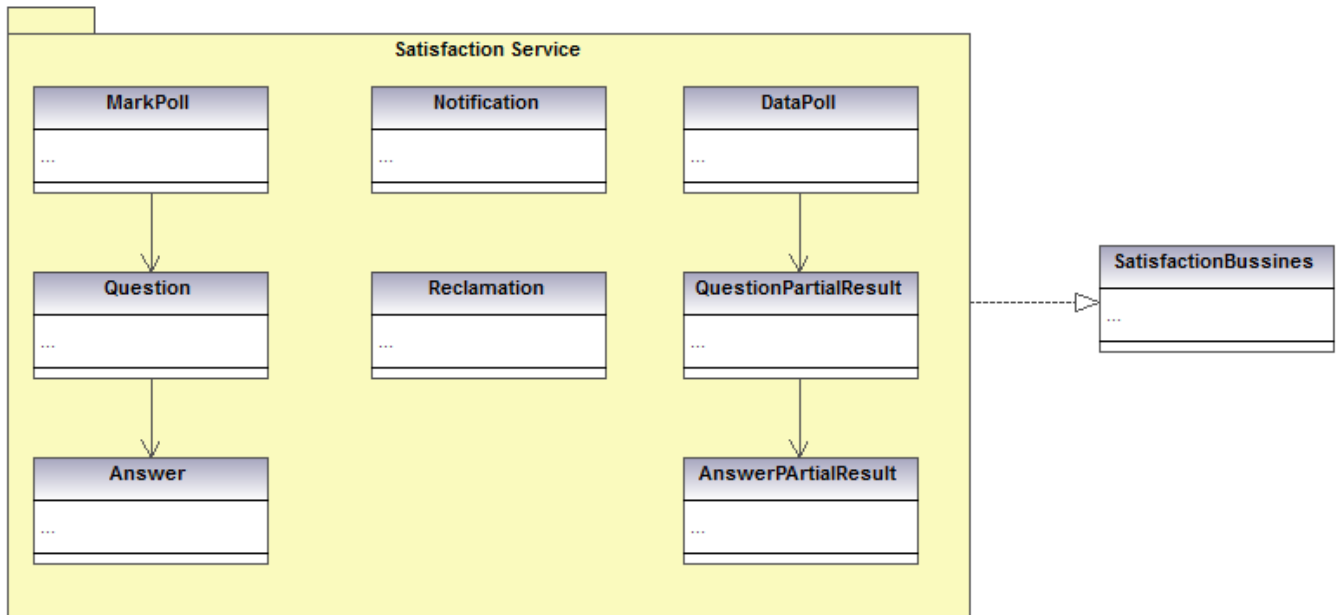 Satisfaction Service
MarkPoll
...
Notification
...
DataPoll
...
Question
...
Reclamation
...
QuestionPartialResult
...
SatisfactionBussines
...
Answer
...
AnswerPArtialResult
...